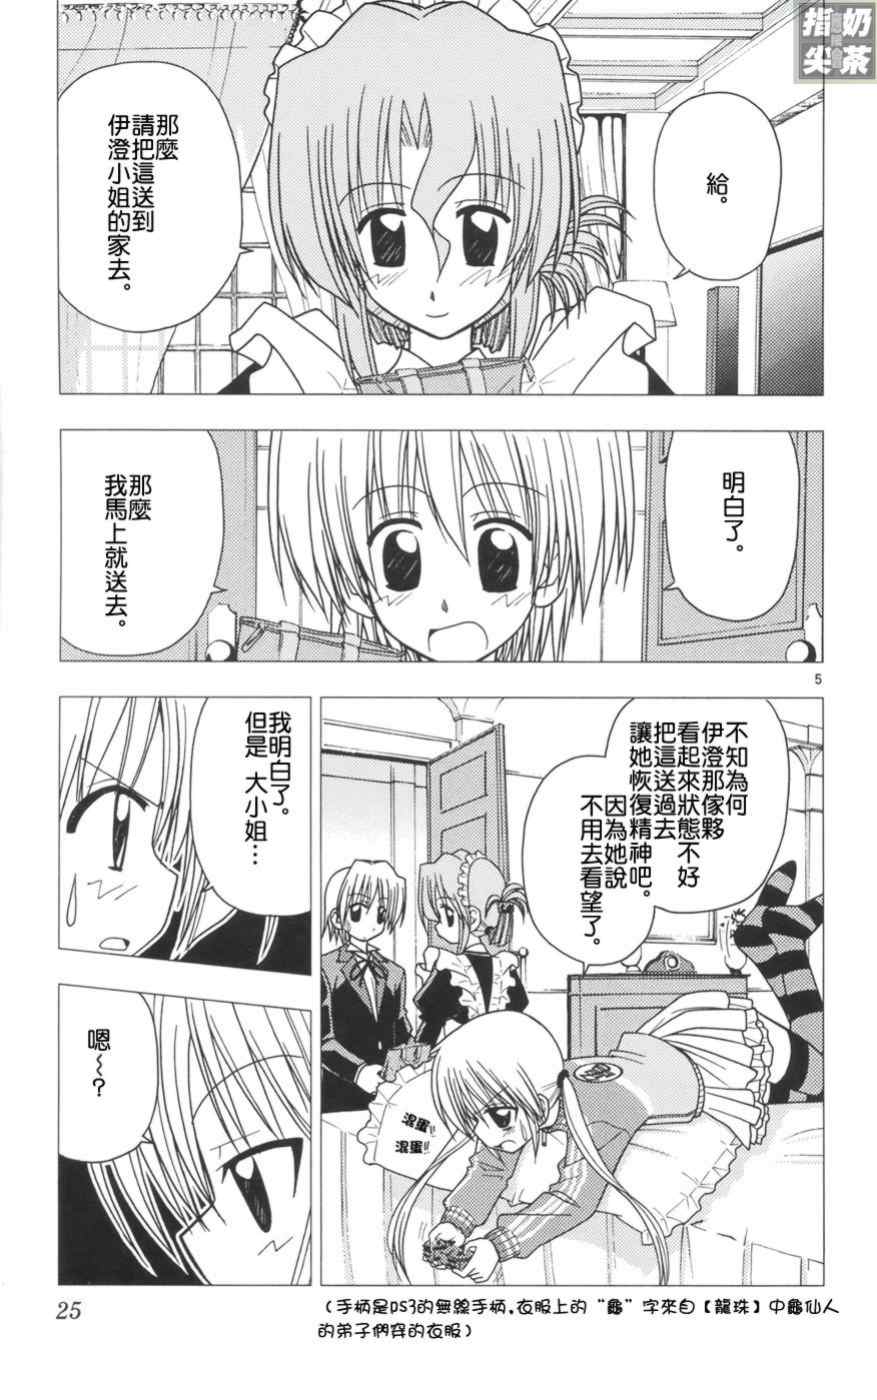 指奶
尖茶
給。
那麼
請把這送到
伊澄小姐的家去。
明白了。
那麼
我馬上就送去。
5
不知為何
伊澄那傢夥
看起來狀態不好
把這送過去
讓她恢復精神吧。
因為她說
不用去看望了。
混蛋!!
混蛋!!
我明白了。
但是 大小姐…
嗯~?
25
(手柄是PS3的無線手柄,衣服上的“龜”字來自【龍珠】中龜仙人
的弟子們穿的衣服)